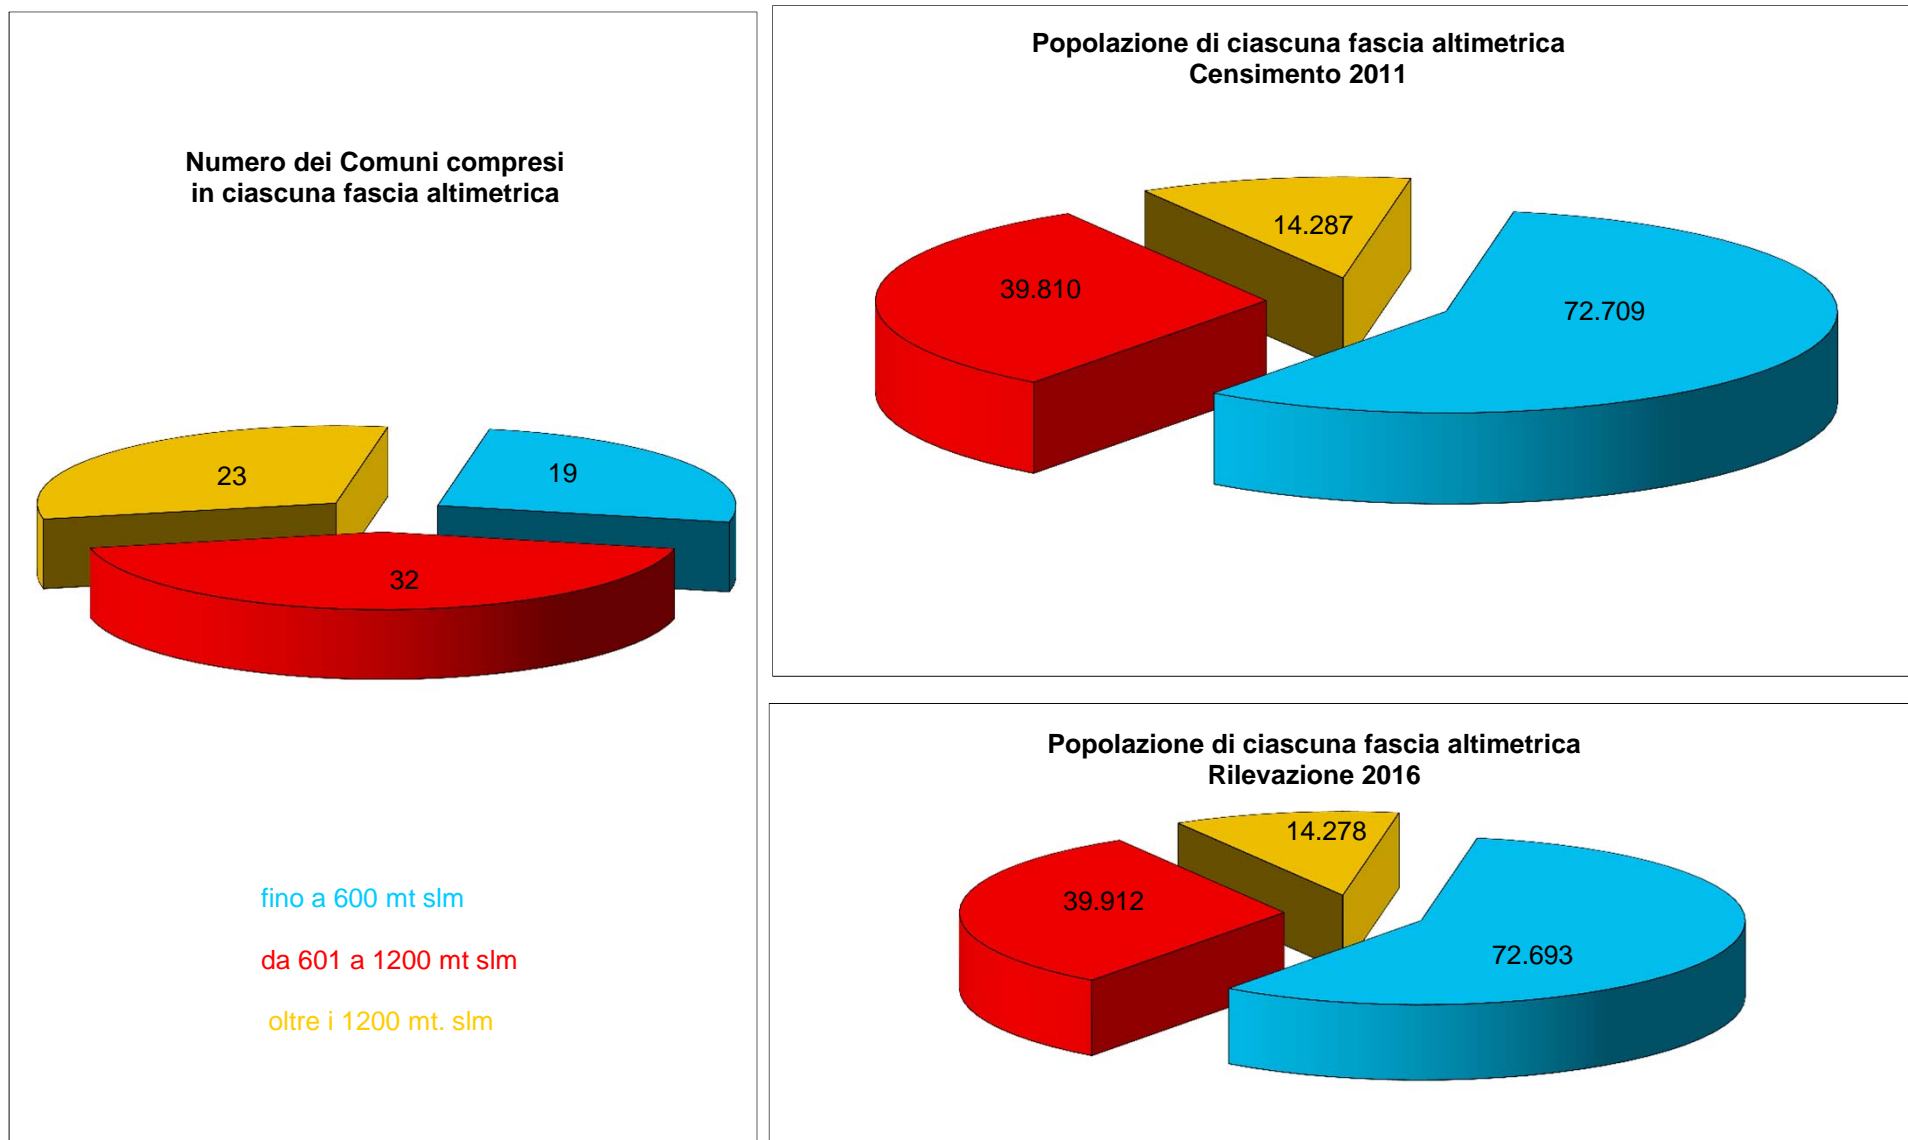 Numero dei Comuni compresi
in ciascuna fascia altimetrica
23
19
32
fino a 600 mt slm
da 601 a 1200 mt slm
oltre i 1200 mt. slm
Popolazione di ciascuna fascia altimetrica
Censimento 2011
14.287
39.810
72.709
Popolazione di ciascuna fascia altimetrica
Rilevazione 2016
14.278
39.912
72.693